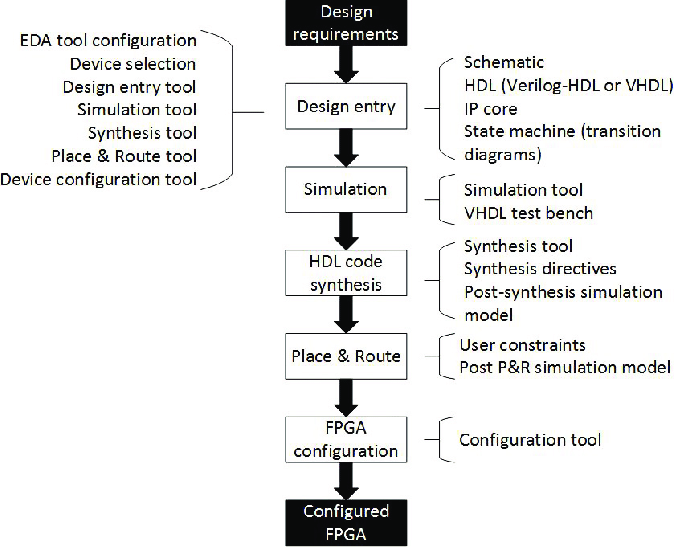 Design
requirements
EDA tool configuration
Device selection
Design entry tool
Simulation tool
Synthesis tool
Place & Route tool
Device configuration tool
Design entry
Schematic
HDL (Verilog-HDL or VHDL)
IP core
State machine (transition
diagrams)
Simulation
Simulation tool
VHDL test bench
HDL code
synthesis
Synthesis tool
Synthesis directives
Post-synthesis simulation
model
Place & Route
User constraints
Post P&R simulation model
FPGA
configuration
Configuration tool
Configured
FPGA